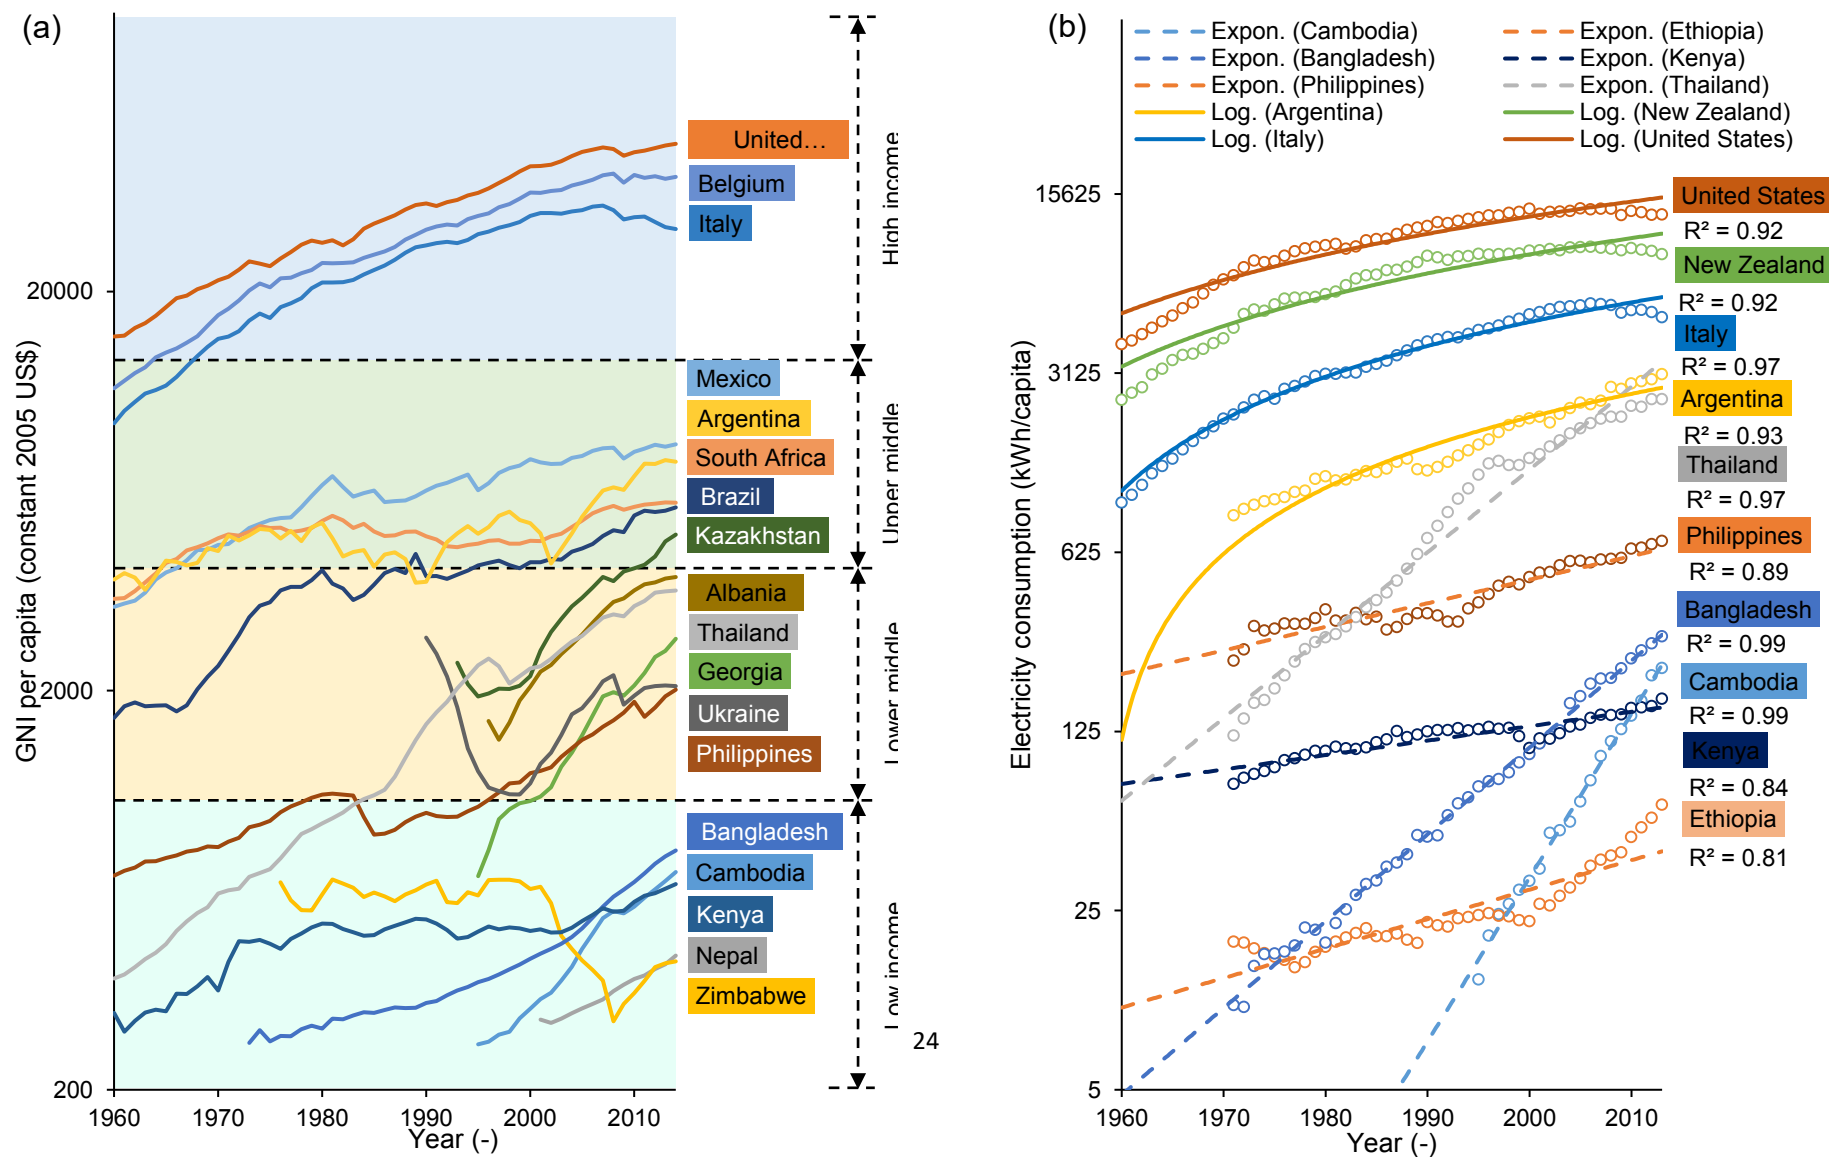 (a)
GNI per capita (constant 2005 US$)
20000
2000
200
1960 1970 1980 1990 2000 2010
Year (-)
United…
Belgium
Italy
Mexico
Argentina
South Africa
Brazil
Kazakhstan
Albania
Thailand
Georgia
Ukraine
Philippines
Bangladesh
Cambodia
Kenya
Nepal
Zimbabwe
High income
Upper middle
Lower middle
Low income
24
(b)
Expon. (Cambodia)
Expon. (Ethiopia)
Expon. (Bangladesh)
Expon. (Kenya)
Expon. (Philippines)
Expon. (Thailand)
Log. (Argentina)
Log. (New Zealand)
Log. (Italy)
Log. (United States)
Electricity consumption (kWh/capita)
15625
3125
625
125
25
5
1960 1970 1980 1990 2000 2010
Year (-)
United States
R² = 0.92
New Zealand
R² = 0.92
Italy
R² = 0.97
Argentina
R² = 0.93
Thailand
R² = 0.97
Philippines
R² = 0.89
Bangladesh
R² = 0.99
Cambodia
R² = 0.99
Kenya
R² = 0.84
Ethiopia
R² = 0.81